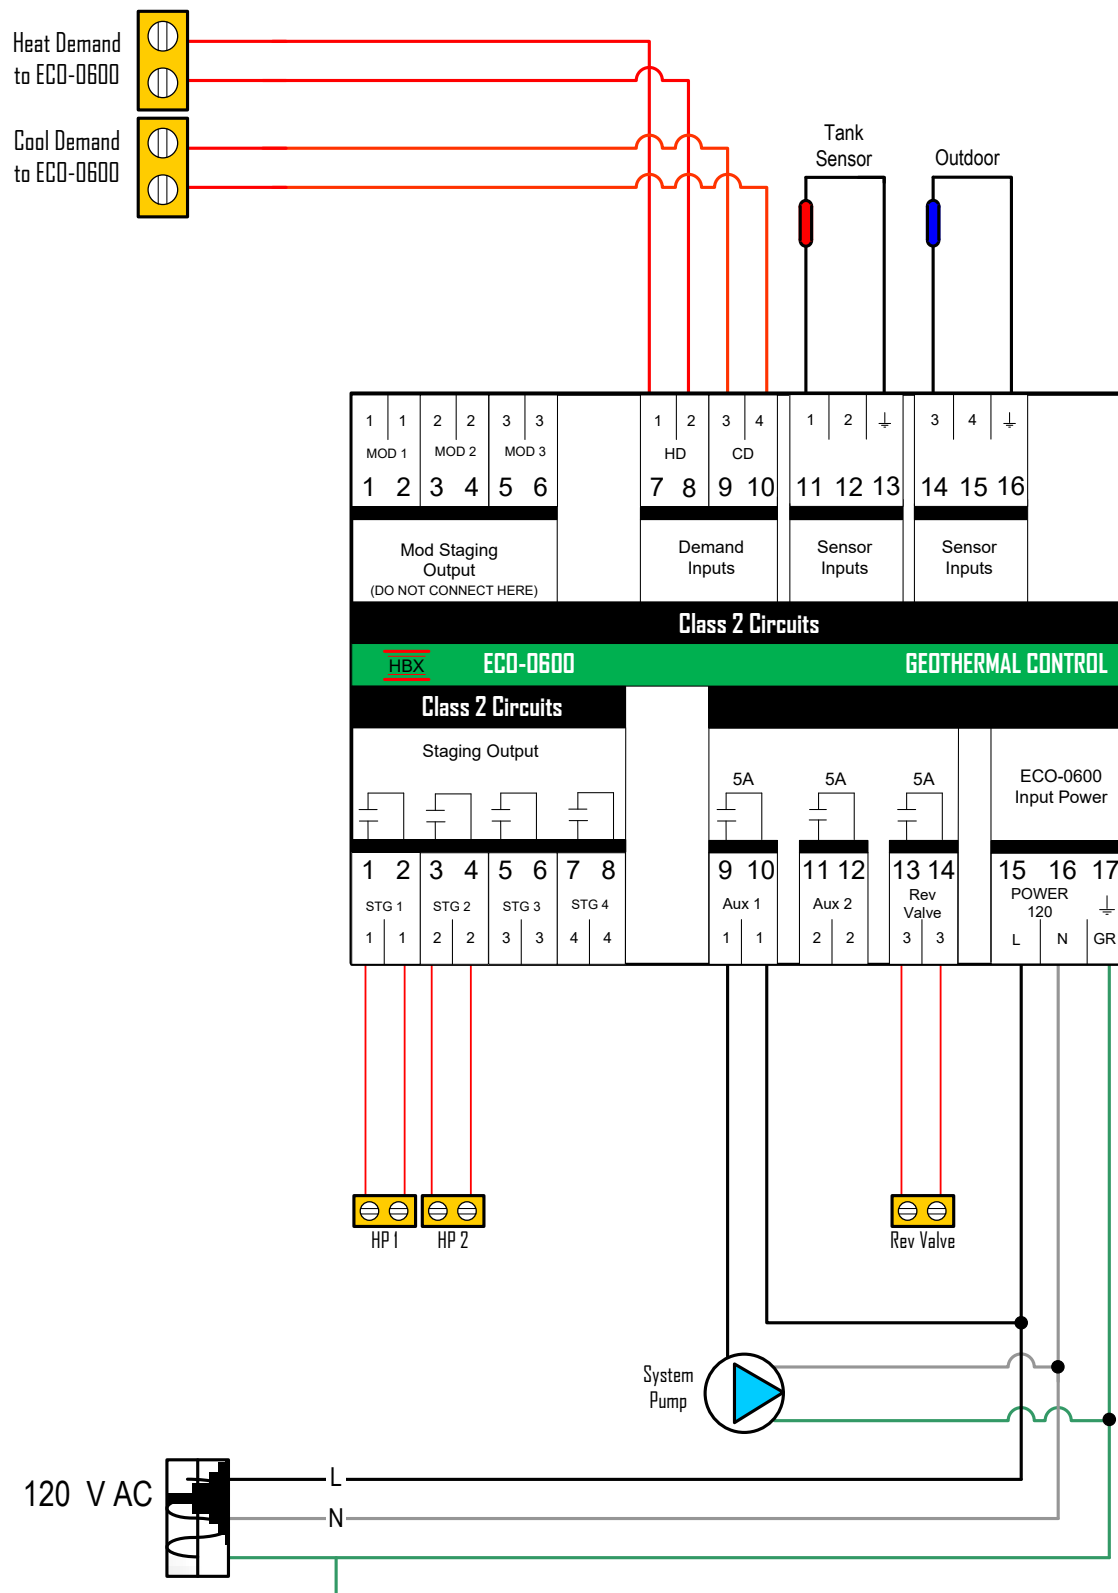 Heat Demand
to ECO-0600
Cool Demand
to ECO-0600
Tank
Sensor
Outdoor
1 1 2 2 3 3 1 2 3 4 1 2 3 4
MOD 1 MOD 2 MOD 3 HD CD
1 2 3 4 5 6 7 8 9 10 11 12 13 14 15 16
Mod Staging
Output
(DO NOT CONNECT HERE)
Demand
Inputs
Sensor
Inputs
Sensor
Inputs
Class 2 Circuits
HBX ECO-0600 GEOTHERMAL CONTROL
Class 2 Circuits
Staging Output
5A 5A 5A
ECO-0600
Input Power
1 2 3 4 5 6 7 8 9 10 11 12 13 14 15 16 17
STG 1 STG 2 STG 3 STG 4 Aux 1 Aux 2
Rev
Valve
POWER
120
1 1 2 2 3 3 4 4 1 1 2 2 3 3 L N GR
HP 1 HP 2 Rev Valve
System
Pump
120 V AC
L
N